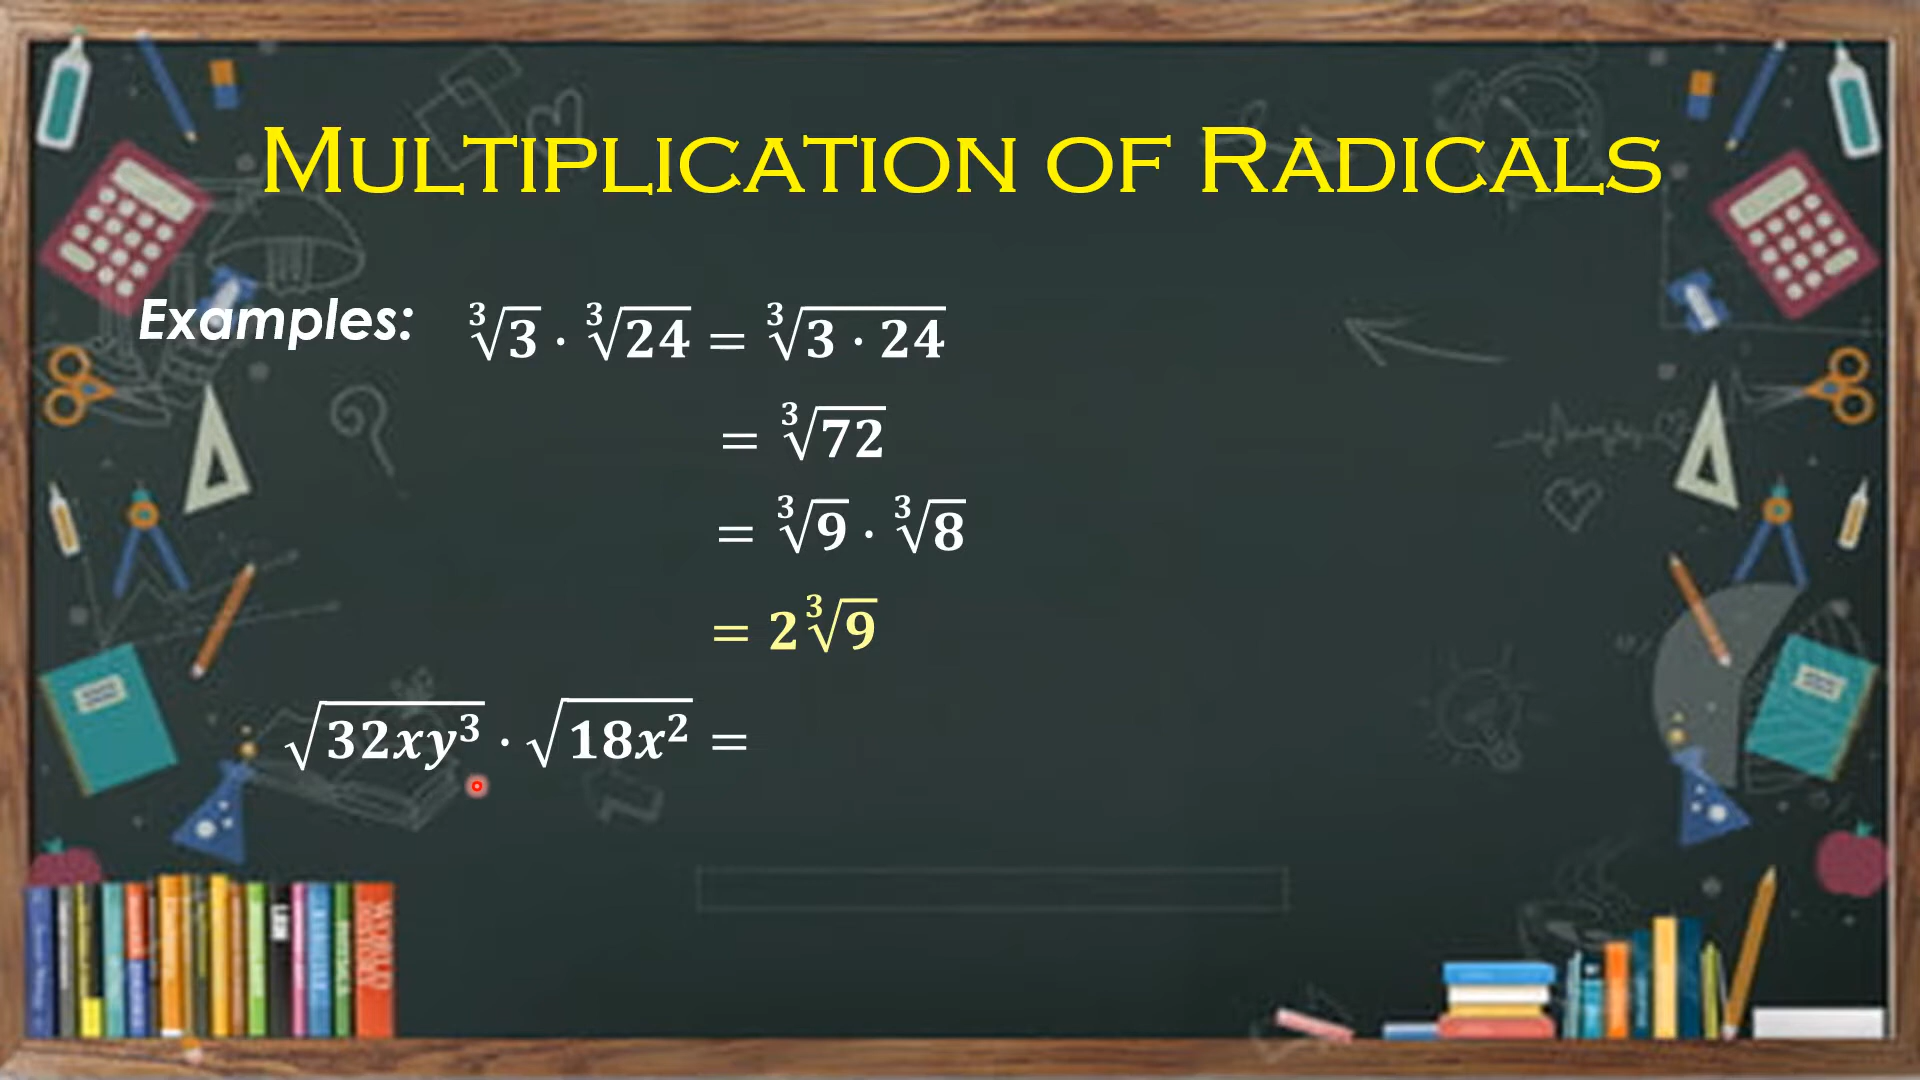 MULTIPLICATION OF RADICALS
Examples: ∛3 · ∛24 = ∛(3 · 24)
= ∛72
= ∛9 · ∛8
= 2∛9
√(32xy³) · √(18x²) =